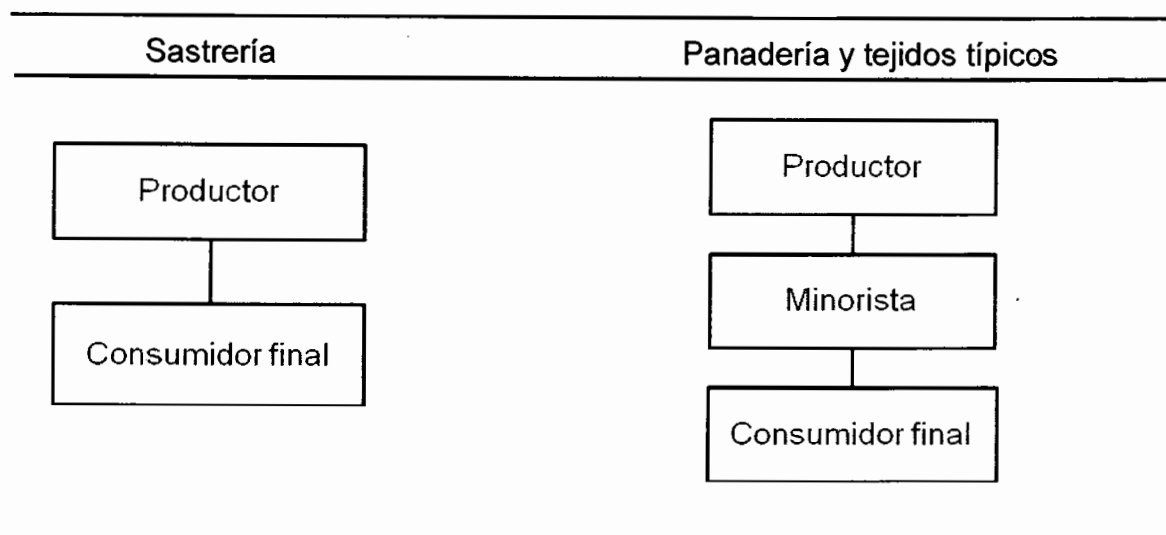 Sastrería
Panadería y tejidos típicos
Productor
Consumidor final
Productor
Minorista
Consumidor final